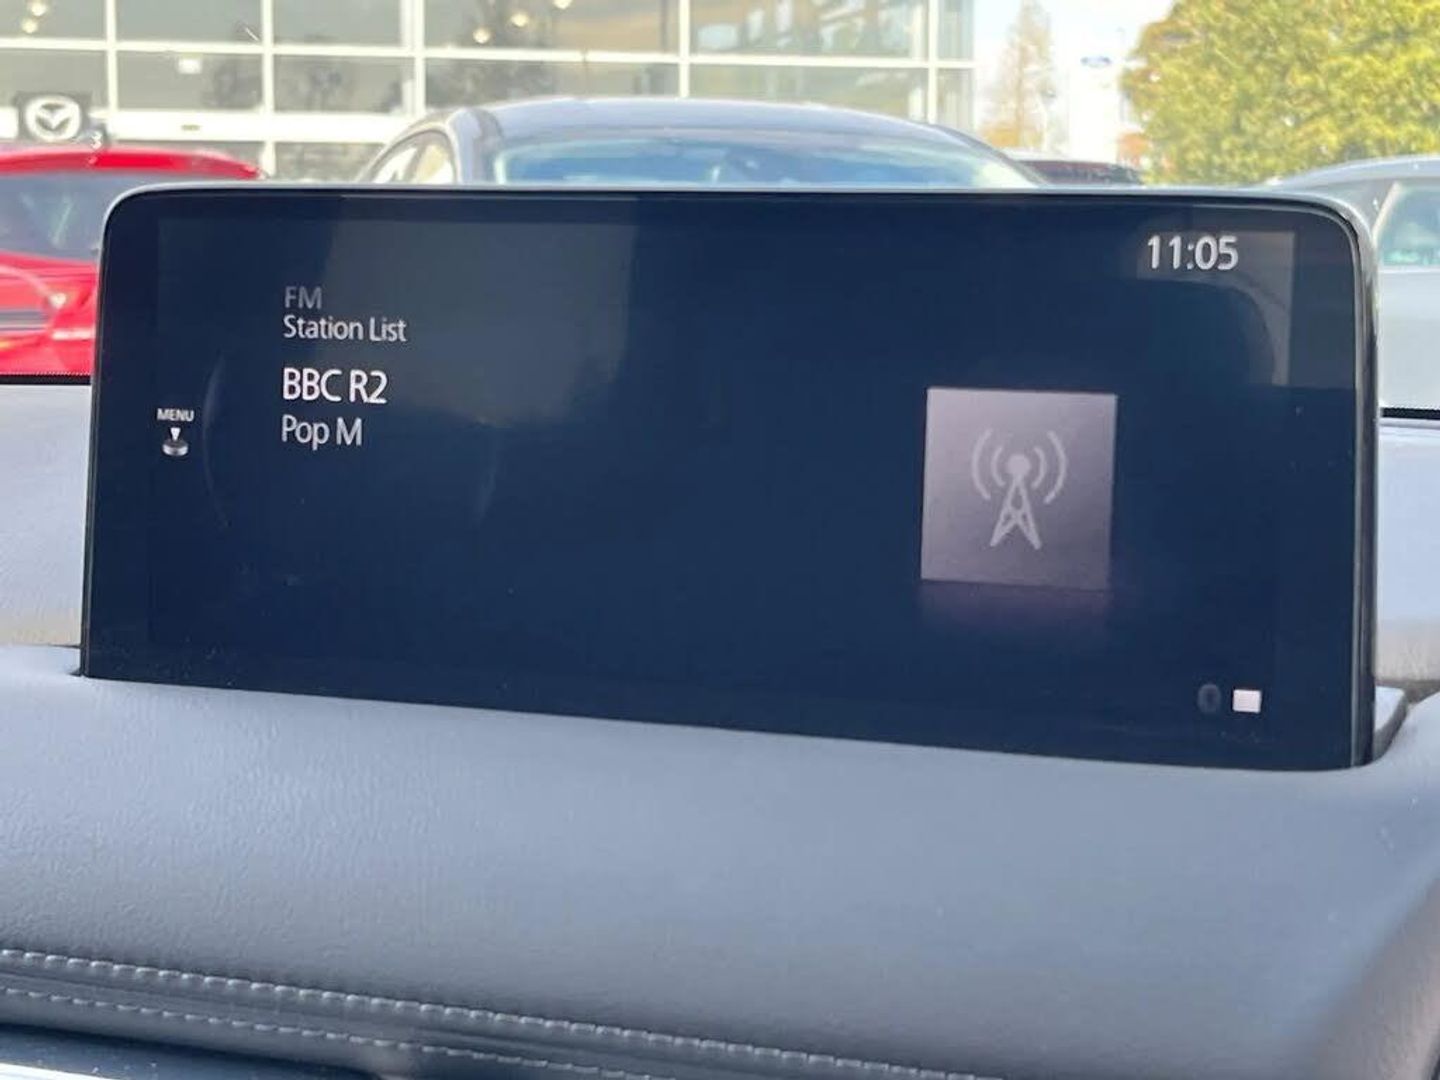 11:05
FM
Station List
BBC R2
Pop M
MENU